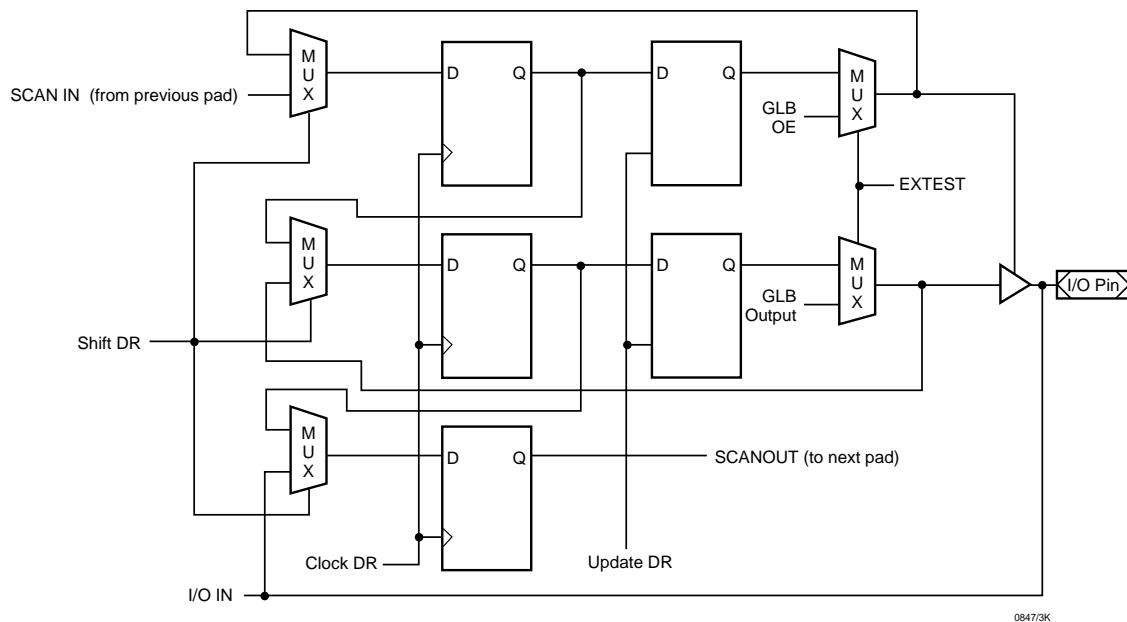 M
U
X
D Q
D Q
M
U
X
SCAN IN (from previous pad)
GLB
OE
EXTEST
M
U
X
D Q
D Q
M
U
X
GLB
Output
I/O Pin
Shift DR
M
U
X
D Q
SCANOUT (to next pad)
Clock DR
Update DR
I/O IN
0847/3K